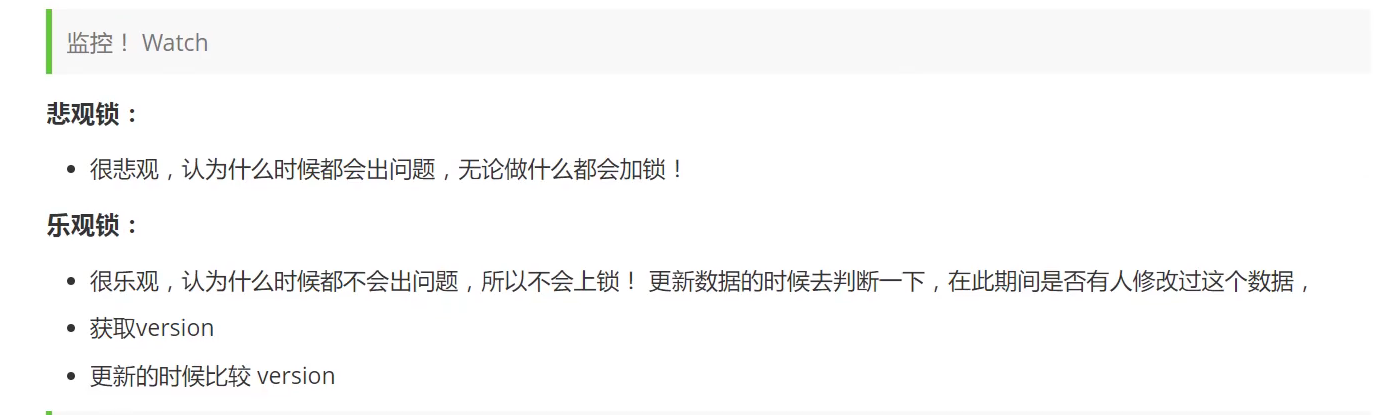 监控！ Watch
悲观锁：
很悲观，认为什么时候都会出问题，无论做什么都会加锁！
乐观锁：
很乐观，认为什么时候都不会出问题，所以不会上锁！ 更新数据的时候去判断一下，在此期间是否有人修改过这个数据，
获取version
更新的时候比较 version